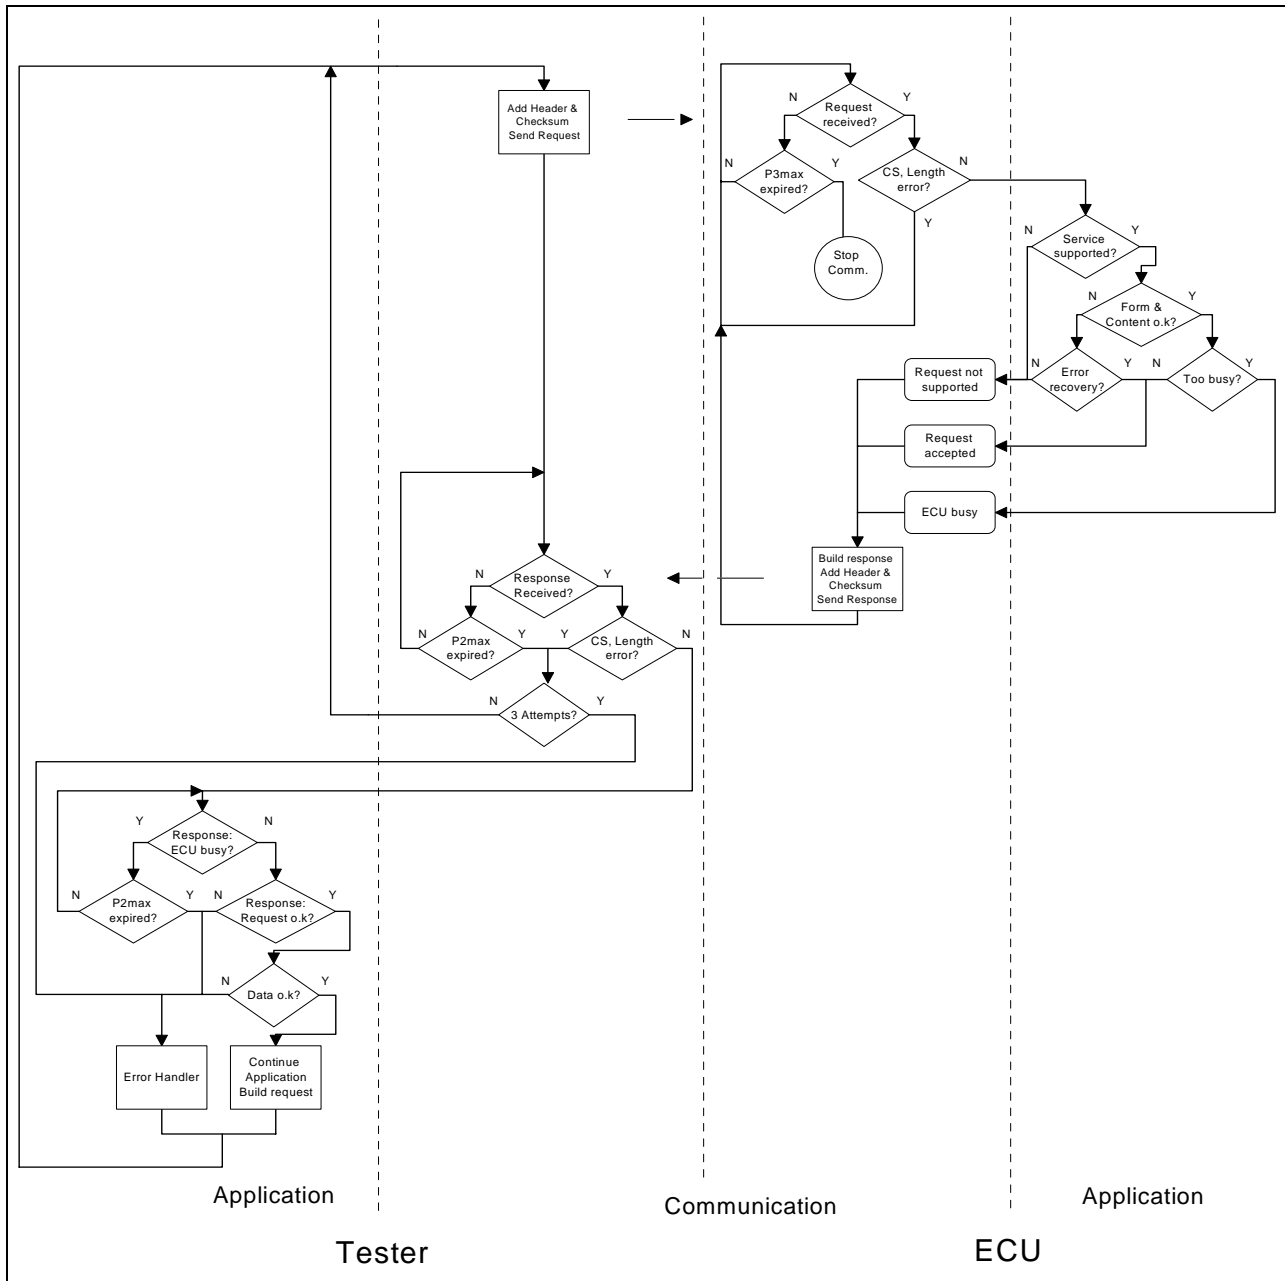 Add Header &
Checksum
Send Request
N
Y
Request
received?
N
Y
P3max
expired?
CS, Length
error?
N
Y
Stop
Comm.
N
Y
Service
supported?
N
Y
Form &
Content o.k?
N
Y
Error
recovery?
N
Y
Too busy?
Request not
supported
Request
accepted
ECU busy
Build response
Add Header &
Checksum
Send Response
N
Y
Response
Received?
N
Y
P2max
expired?
Y
N
CS, Length
error?
N
Y
3 Attempts?
Y
N
Response:
ECU busy?
N
Y
P2max
expired?
N
Y
Response:
Request o.k?
N
Y
Data o.k?
Error Handler
Continue
Application
Build request
Application
Communication
Application
Tester
ECU